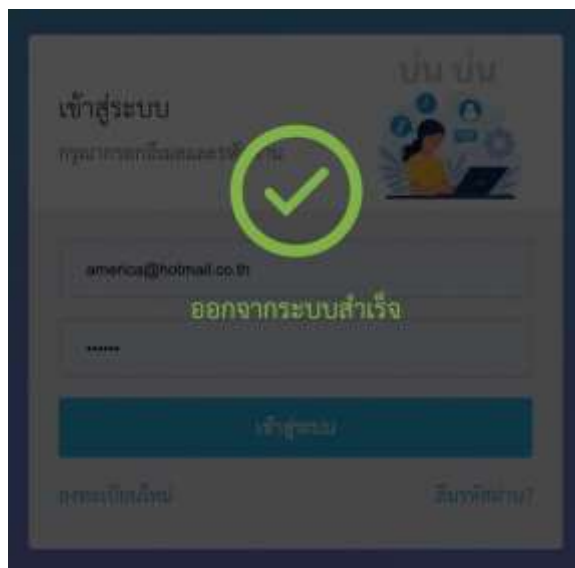 ปัน ปัน
เข้าสู่ระบบ
america@hotmail.co.th
ออกจากระบบสำเร็จ
••••••
เข้าสู่ระบบ
ลงทะเบียนใหม่
ลืมรหัสผ่าน?